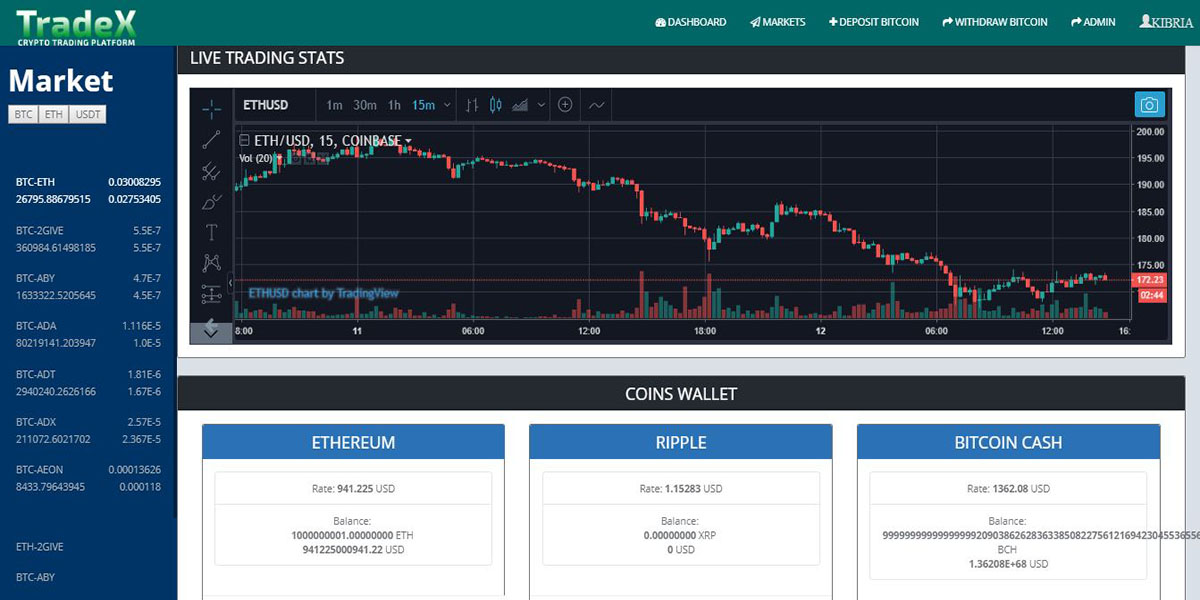 TradeX
CRYPTO TRADING PLATFORM
DASHBOARD
MARKETS
DEPOSIT BITCOIN
WITHDRAW BITCOIN
ADMIN
KIBRIA
Market
BTC ETH USDT
BTC-ETH 0.03008295
26795.88679515 0.02753405
BTC-2GIVE 5.5E-7
360984.61498185 5.5E-7
BTC-ABY 4.7E-7
1633322.5205645 4.5E-7
BTC-ADA 1.116E-5
80219141.203947 1.0E-5
BTC-ADT 1.81E-6
2940240.2626166 1.67E-6
BTC-ADX 2.57E-5
211072.6021702 2.367E-5
BTC-AEON 0.00013626
8433.79643945 0.000118
ETH-2GIVE
BTC-ABY
LIVE TRADING STATS
ETHUSD 1m 30m 1h 15m
ETH/USD, 15, COINBASE
Vol (20)
200.00
195.00
190.00
185.00
180.00
175.00
172.23
02:44
ETHUSD chart by TradingView
8:00 11 06:00 12:00 18:00 12 06:00 12:00 16:
COINS WALLET
ETHEREUM
Rate: 941.225 USD
Balance:
1000000001.00000000 ETH
941225000941.22 USD
RIPPLE
Rate: 1.15283 USD
Balance:
0.00000000 XRP
0 USD
BITCOIN CASH
Rate: 1362.08 USD
Balance:
BCH
1.36208E+68 USD